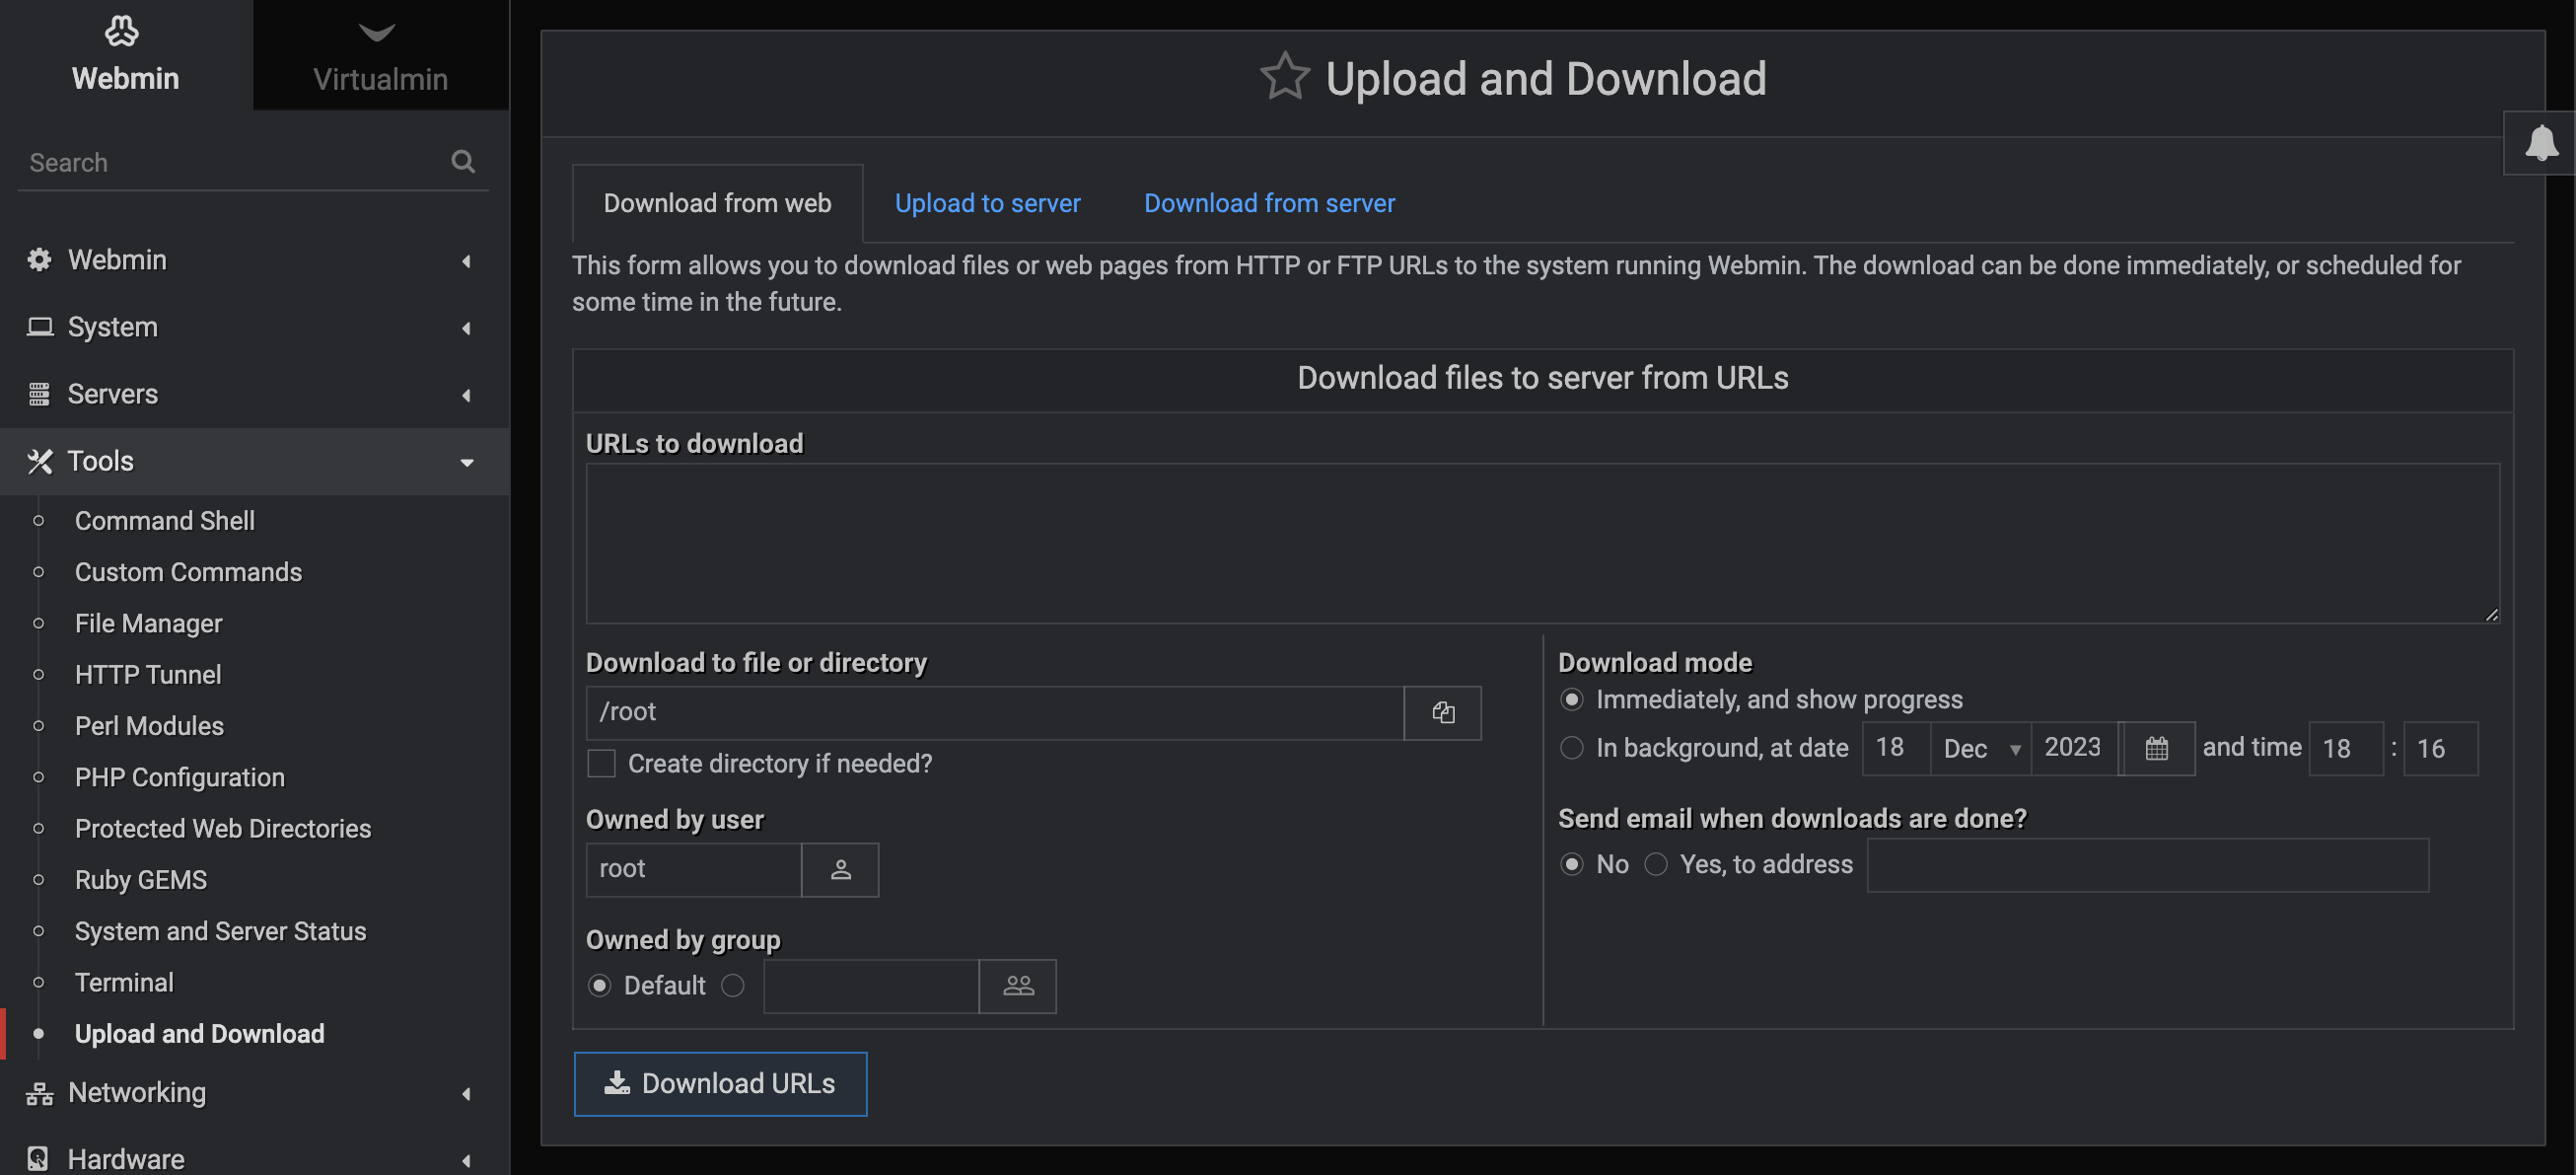 Webmin
Virtualmin
Search
Webmin
System
Servers
Tools
Command Shell
Custom Commands
File Manager
HTTP Tunnel
Perl Modules
PHP Configuration
Protected Web Directories
Ruby GEMS
System and Server Status
Terminal
Upload and Download
Networking
Hardware
Upload and Download
Download from web
Upload to server
Download from server
This form allows you to download files or web pages from HTTP or FTP URLs to the system running Webmin. The download can be done immediately, or scheduled for
some time in the future.
Download files to server from URLs
URLs to download
Download to file or directory
/root
Create directory if needed?
Owned by user
root
Owned by group
Default
Download mode
Immediately, and show progress
In background, at date 18 Dec 2023 and time 18 : 16
Send email when downloads are done?
No Yes, to address
Download URLs